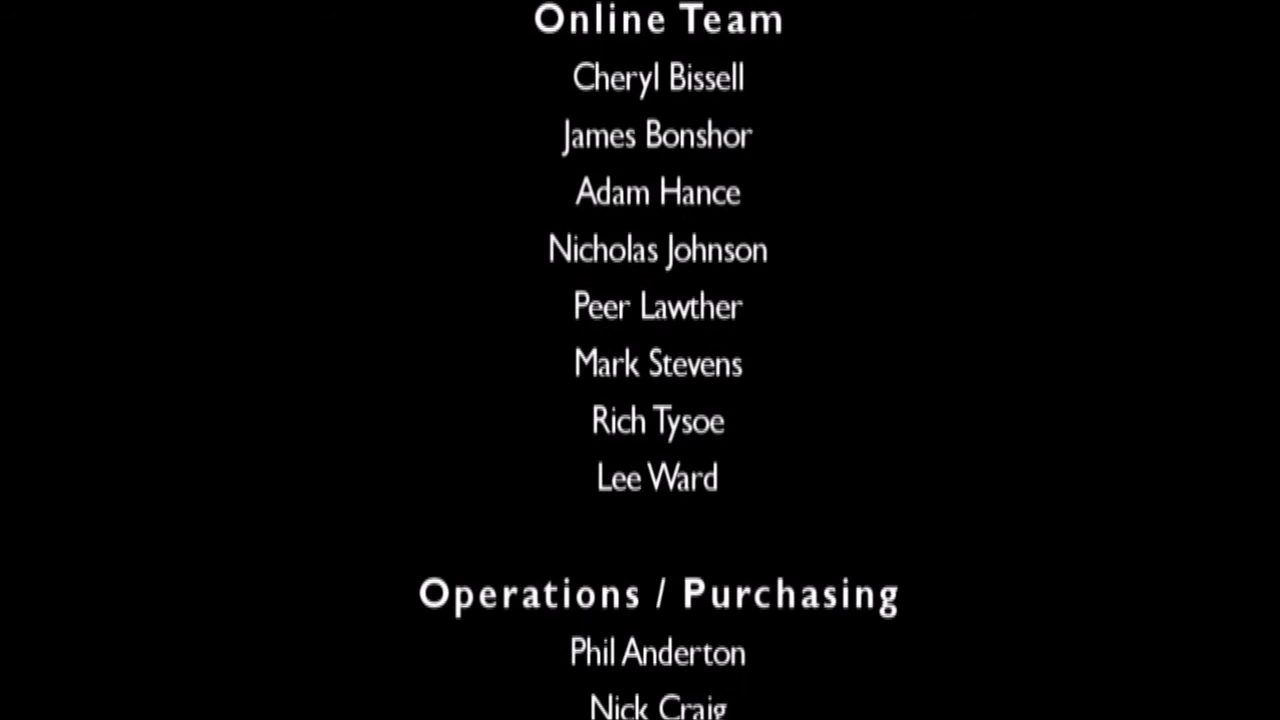 Online Team
Cheryl Bissell
James Bonshor
Adam Hance
Nicholas Johnson
Peer Lawther
Mark Stevens
Rich Tysoe
Lee Ward
Operations / Purchasing
Phil Anderton
Nick Craig